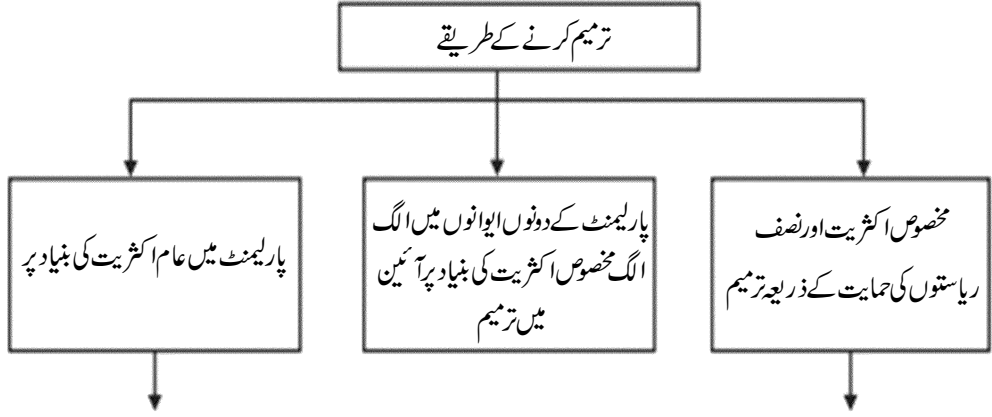 ترمیم کرنے کے طریقے
مخصوص اکثریت اور نصف
ریاستوں کی حمایت کے ذریعہ ترمیم
پارلیمنٹ کے دونوں ایوانوں میں الگ
الگ مخصوص اکثریت کی بنیاد پر آئین
میں ترمیم
پارلیمنٹ میں عام اکثریت کی بنیاد پر